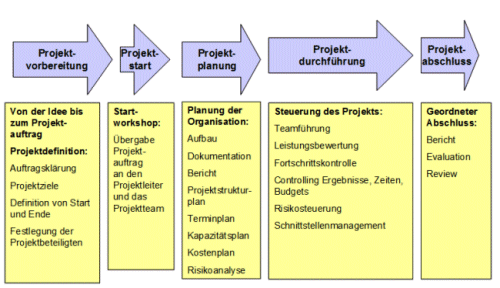 Projekt-
vorbereitung
Projekt-
start
Projekt-
planung
Projekt-
durchführung
Projekt-
abschluss
Von der Idee bis
zum Projekt-
auftrag
Projektdefinition:
Auftragsklärung
Projektziele
Definition von Start
und Ende
Festlegung der
Projektbeteiligten
Start-
workshop:
Übergabe
Projekt-
auftrag
an den
Projektleiter
und das
Projektteam
Planung der
Organisation:
Aufbau
Dokumentation
Bericht
Projektstruktur-
plan
Terminplan
Kapazitätsplan
Kostenplan
Risikoanalyse
Steuerung des Projekts:
Teamführung
Leistungsbewertung
Fortschrittskontrolle
Controlling Ergebnisse, Zeiten,
Budgets
Risikosteuerung
Schnittstellenmanagement
Geordneter
Abschluss:
Bericht
Evaluation
Review